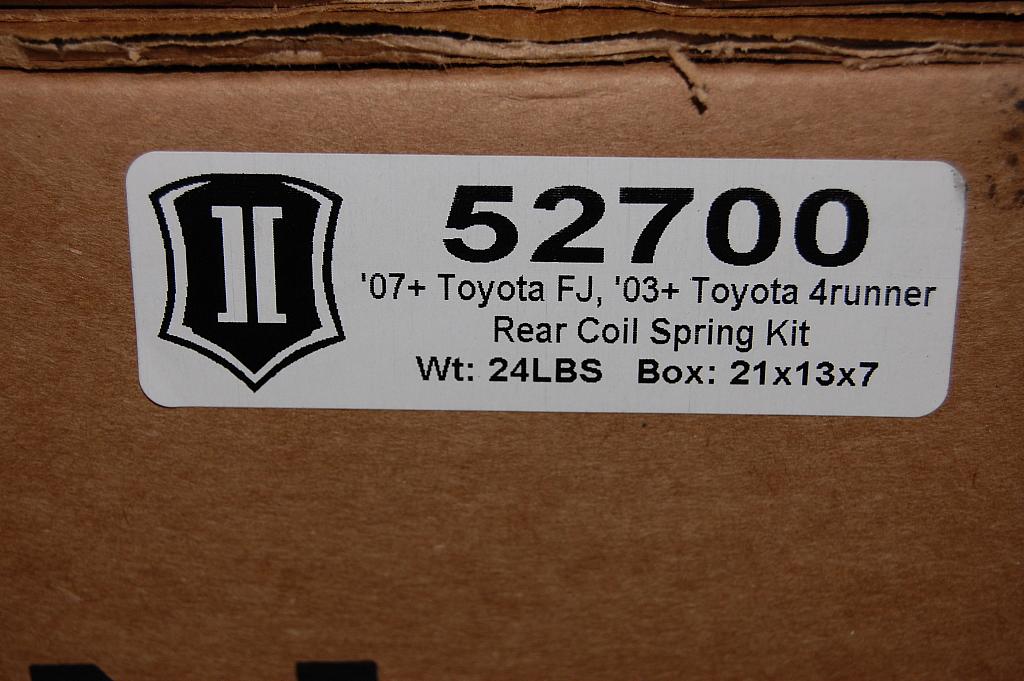 52700
'07+ Toyota FJ, '03+ Toyota 4runner
Rear Coil Spring Kit
Wt: 24LBS Box: 21x13x7